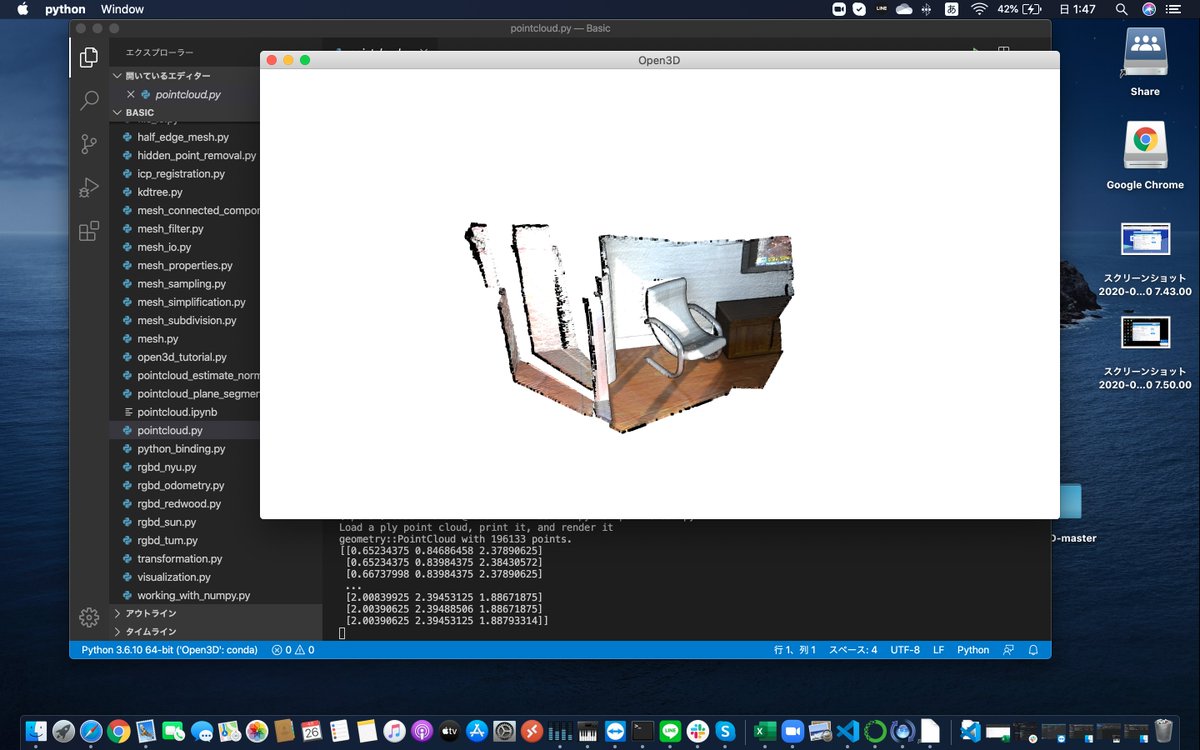 python Window
42% 日 1:47
pointcloud.py — Basic
エクスプローラー
開いているエディター
pointcloud.py
BASIC
half_edge_mesh.py
hidden_point_removal.py
icp_registration.py
kdtree.py
mesh_connected_compor
mesh_filter.py
mesh_io.py
mesh_properties.py
mesh_sampling.py
mesh_simplification.py
mesh_subdivision.py
mesh.py
open3d_tutorial.py
pointcloud_estimate_norm
pointcloud_plane_segmer
pointcloud.ipynb
pointcloud.py
python_binding.py
rgbd_nyu.py
rgbd_odometry.py
rgbd_redwood.py
rgbd_sun.py
rgbd_tum.py
transformation.py
visualization.py
working_with_numpy.py
アウトライン
タイムライン
Open3D
Load a ply point cloud, print it, and render it
geometry::PointCloud with 196133 points.
[[0.65234375 0.84686458 2.37890625]
[0.65234375 0.83984375 2.38430572]
[0.66737998 0.83984375 2.37890625]
...
[2.00839925 2.39453125 1.88671875]
[2.00390625 2.39488506 1.88671875]
[2.00390625 2.39453125 1.88793314]]
Python 3.6.10 64-bit ('Open3D': conda) 0 0 行 1、列 1 スペース: 4 UTF-8 LF Python
Share
Google Chrome
スクリーンショット
2020-0...0 7.43.00
スクリーンショット
2020-0...0 7.50.00
D-master
26
tv